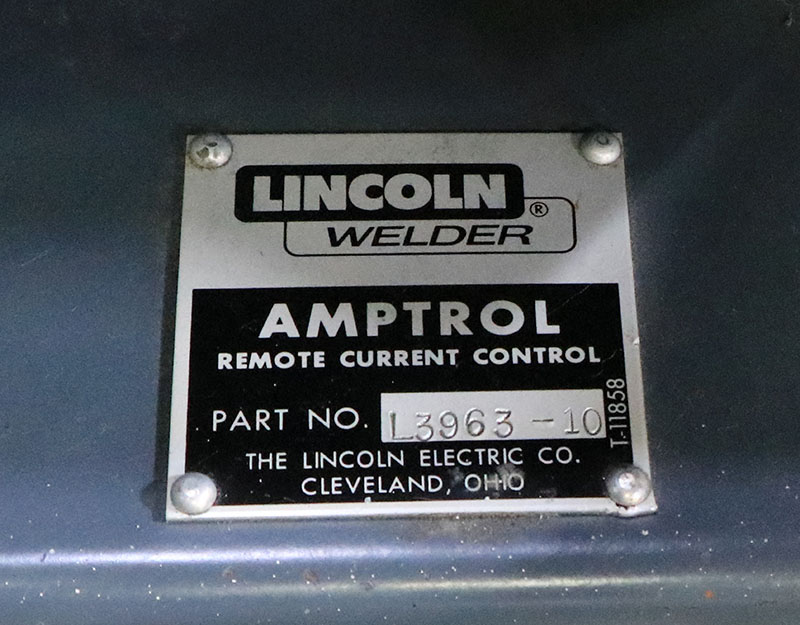 LINCOLN ®
WELDER
AMPTROL
REMOTE CURRENT CONTROL
PART NO. L3963-10
T-11858
THE LINCOLN ELECTRIC CO.
CLEVELAND, OHIO